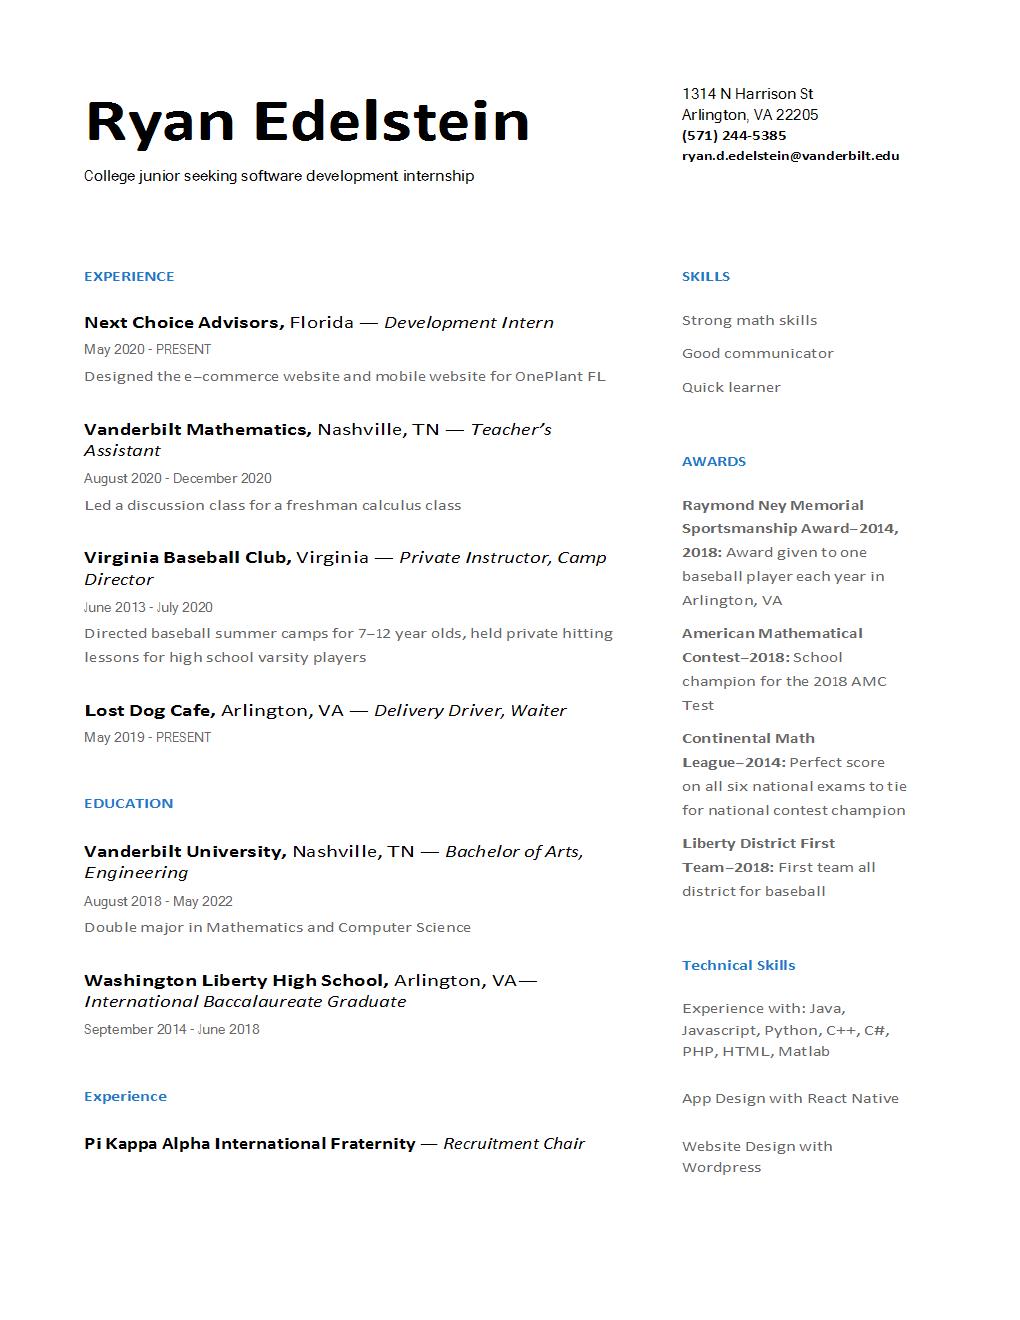 Ryan Edelstein
College junior seeking software development internship
1314 N Harrison St
Arlington, VA 22205
(571) 244-5385
ryan.d.edelstein@vanderbilt.edu
EXPERIENCE
Next Choice Advisors, Florida — Development Intern
May 2020 - PRESENT
Designed the e–commerce website and mobile website for OnePlant FL
Vanderbilt Mathematics, Nashville, TN — Teacher’s
Assistant
August 2020 - December 2020
Led a discussion class for a freshman calculus class
Virginia Baseball Club, Virginia — Private Instructor, Camp
Director
June 2013 - July 2020
Directed baseball summer camps for 7–12 year olds, held private hitting
lessons for high school varsity players
Lost Dog Cafe, Arlington, VA — Delivery Driver, Waiter
May 2019 - PRESENT
EDUCATION
Vanderbilt University, Nashville, TN — Bachelor of Arts,
Engineering
August 2018 - May 2022
Double major in Mathematics and Computer Science
Washington Liberty High School, Arlington, VA—
International Baccalaureate Graduate
September 2014 - June 2018
Experience
Pi Kappa Alpha International Fraternity — Recruitment Chair
SKILLS
Strong math skills
Good communicator
Quick learner
AWARDS
Raymond Ney Memorial
Sportsmanship Award–2014,
2018: Award given to one
baseball player each year in
Arlington, VA
American Mathematical
Contest–2018: School
champion for the 2018 AMC
Test
Continental Math
League–2014: Perfect score
on all six national exams to tie
for national contest champion
Liberty District First
Team–2018: First team all
district for baseball
Technical Skills
Experience with: Java,
Javascript, Python, C++, C#,
PHP, HTML, Matlab
App Design with React Native
Website Design with
Wordpress